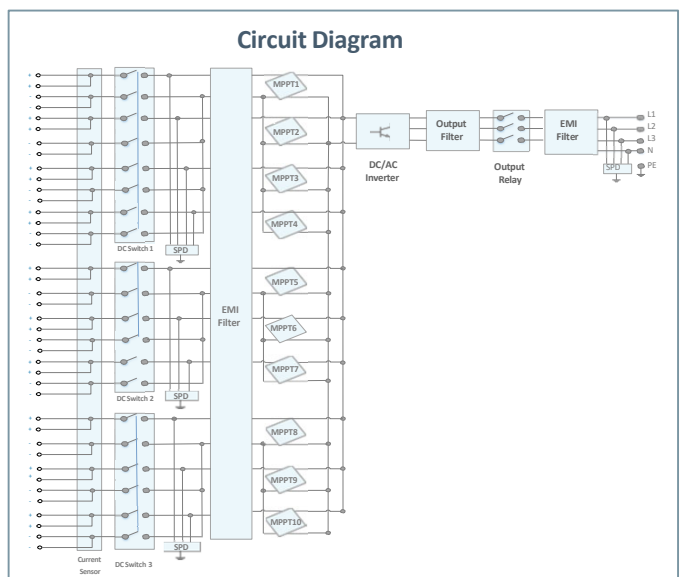 Circuit Diagram
MPPT1
MPPT2
MPPT3
MPPT4
MPPT5
MPPT6
MPPT7
MPPT8
MPPT9
MPPT10
DC Switch 1
SPD
DC Switch 2
SPD
DC Switch 3
SPD
Current
Sensor
EMI
Filter
DC/AC
Inverter
Output
Filter
Output
Relay
EMI
Filter
L1
L2
L3
N
PE
SPD